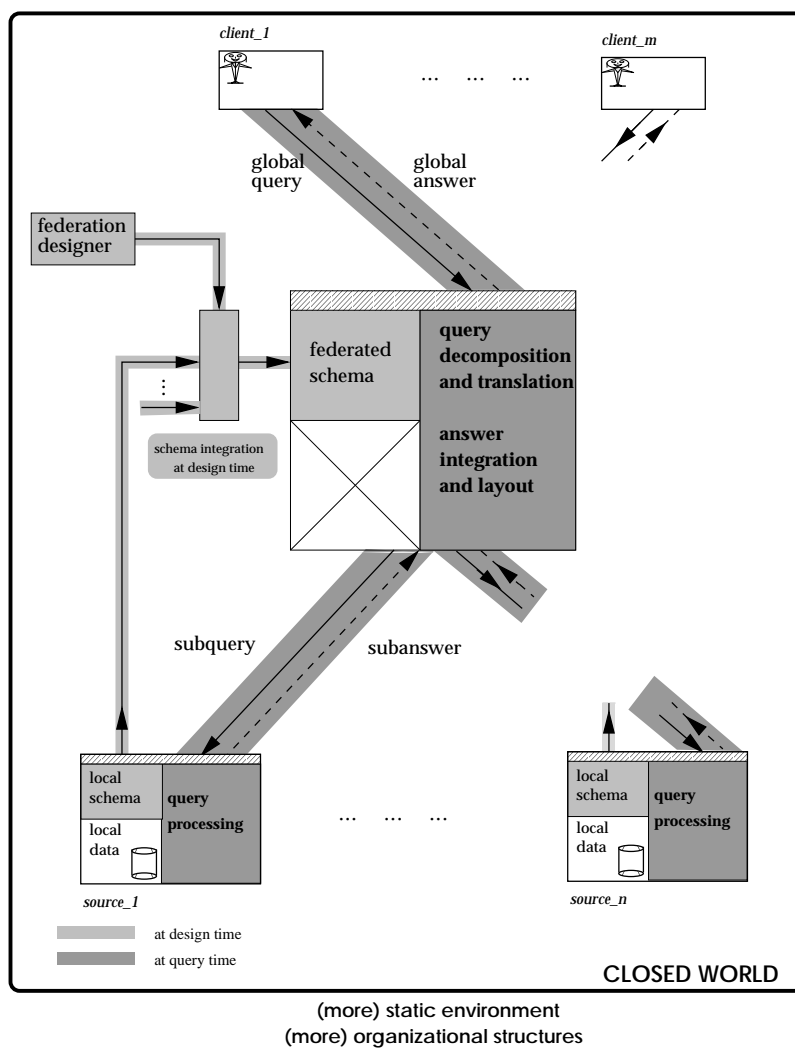 client_1
client_m
... ... ...
global
query
global
answer
federation
designer
federated
schema
query
decomposition
and translation
answer
integration
and layout
...
schema integration
at design time
subquery
subanswer
local
schema
query
processing
local
data
source_1
... ... ...
local
schema
query
processing
local
data
source_n
at design time
at query time
CLOSED WORLD
(more) static environment
(more) organizational structures